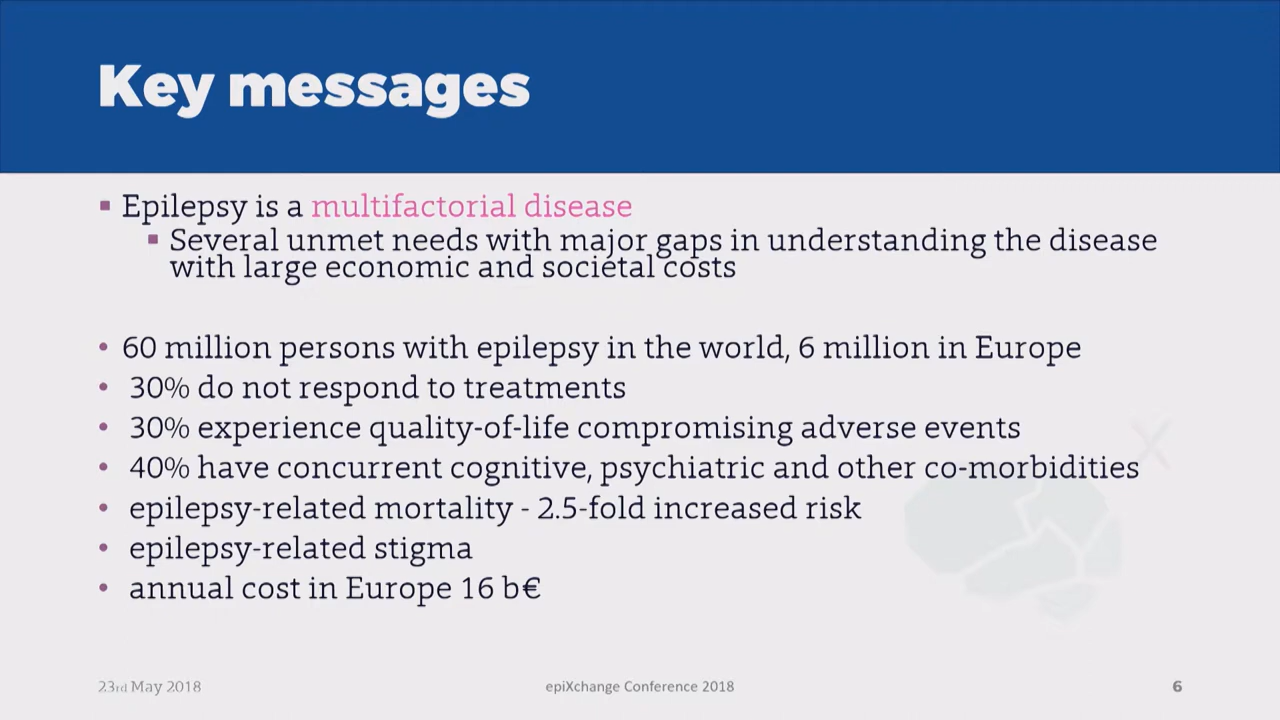 Key messages
▪ Epilepsy is a multifactorial disease
▪ Several unmet needs with major gaps in understanding the disease
with large economic and societal costs
• 60 million persons with epilepsy in the world, 6 million in Europe
• 30% do not respond to treatments
• 30% experience quality-of-life compromising adverse events
• 40% have concurrent cognitive, psychiatric and other co-morbidities
• epilepsy-related mortality - 2.5-fold increased risk
• epilepsy-related stigma
• annual cost in Europe 16 b€
23rd May 2018
epiXchange Conference 2018
6